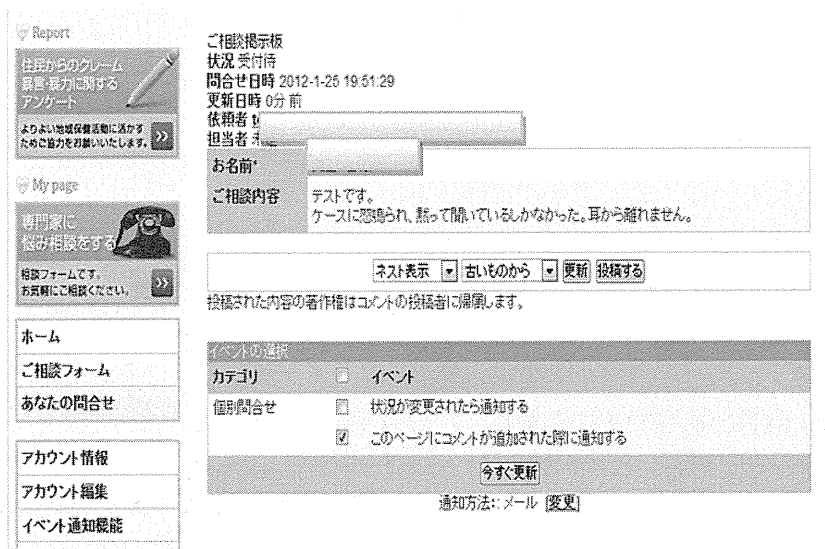 Report
住民からのクレーム
暴言・暴力に関する
アンケート
よりよい地域保健活動に活かす
ためご協力をお願いいたします。
My page
専門家に
悩み相談をする
相談フォームです。
お気軽にご相談ください。
ホーム
ご相談フォーム
あなたの問合せ
アカウント情報
アカウント編集
イベント通知機能
ご相談掲示板
状況 受付待
問合せ日時 2012-1-25 19:51:29
更新日時 0分 前
依頼者
担当者
お名前*
ご相談内容 テストです。
ケースに怒鳴られ、黙って聞いているしかなかった。耳から離れません。
ネスト表示 古いものから 更新 投稿する
投稿された内容の著作権はコメントの投稿者に帰属します。
イベントの選択
カテゴリ イベント
個別問合せ 状況が変更されたら通知する
このページにコメントが追加された際に通知する
今すぐ更新
通知方法:: メール [変更]